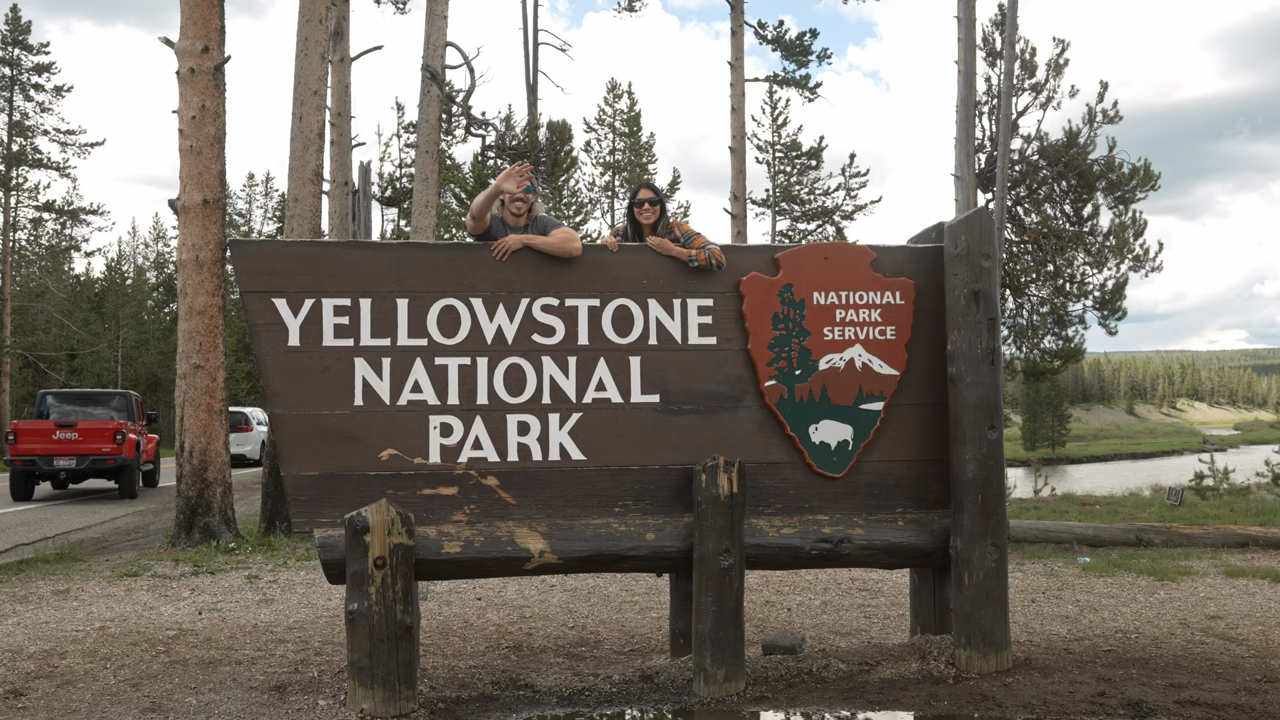 YELLOWSTONE
NATIONAL
PARK
NATIONAL
PARK
SERVICE
Jeep